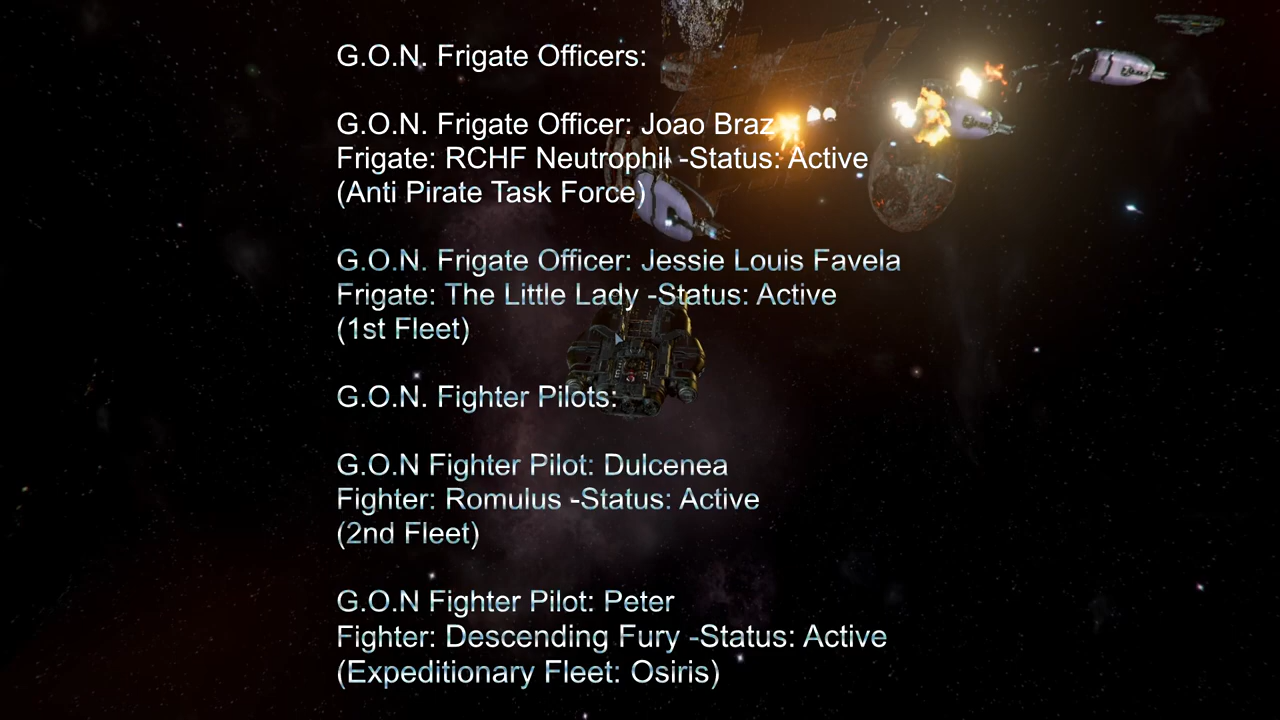 G.O.N. Frigate Officers:
G.O.N. Frigate Officer: Joao Braz
Frigate: RCHF Neutrophil -Status: Active
(Anti Pirate Task Force)
G.O.N. Frigate Officer: Jessie Louis Favela
Frigate: The Little Lady -Status: Active
(1st Fleet)
G.O.N. Fighter Pilots:
G.O.N Fighter Pilot: Dulcenea
Fighter: Romulus -Status: Active
(2nd Fleet)
G.O.N Fighter Pilot: Peter
Fighter: Descending Fury -Status: Active
(Expeditionary Fleet: Osiris)